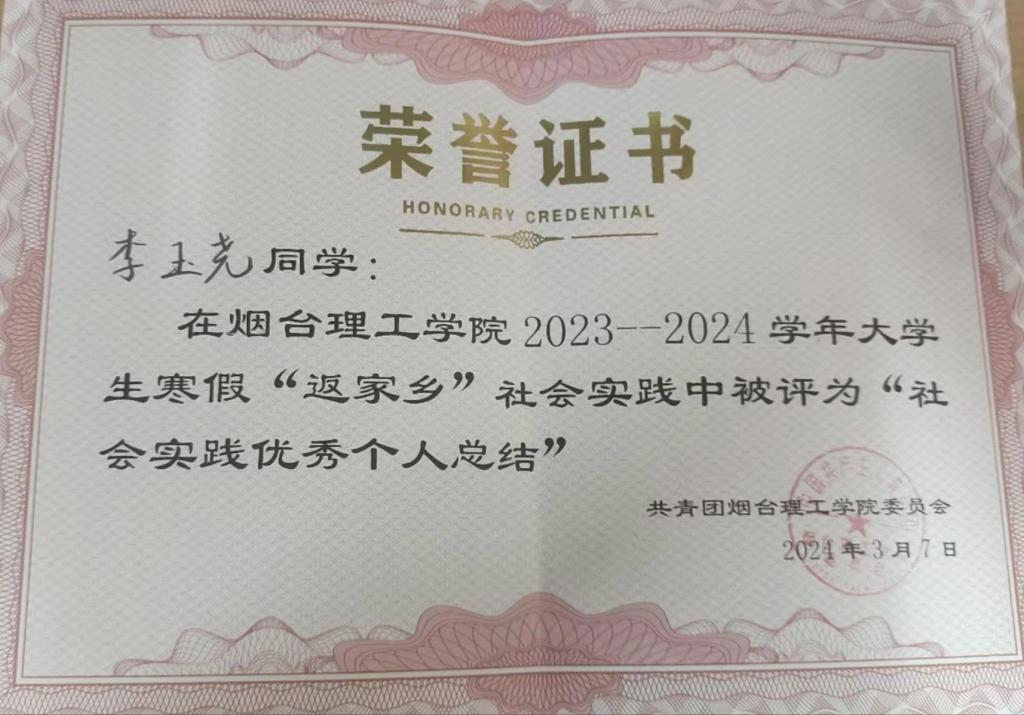 荣誉证书
HONORARY CREDENTIAL
李玉尧同学：
在烟台理工学院2023--2024学年大学
生寒假“返家乡”社会实践中被评为“社
会实践优秀个人总结”
共青团烟台理工学院委员会
2024年3月7日